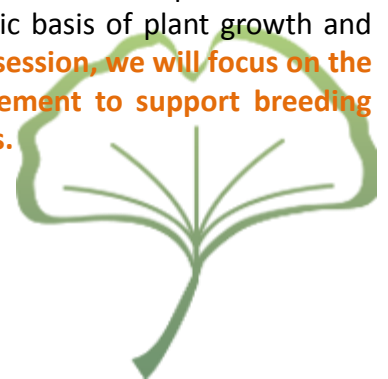 ic basis of plant growth and
session, we will focus on the
ement to support breeding
s.